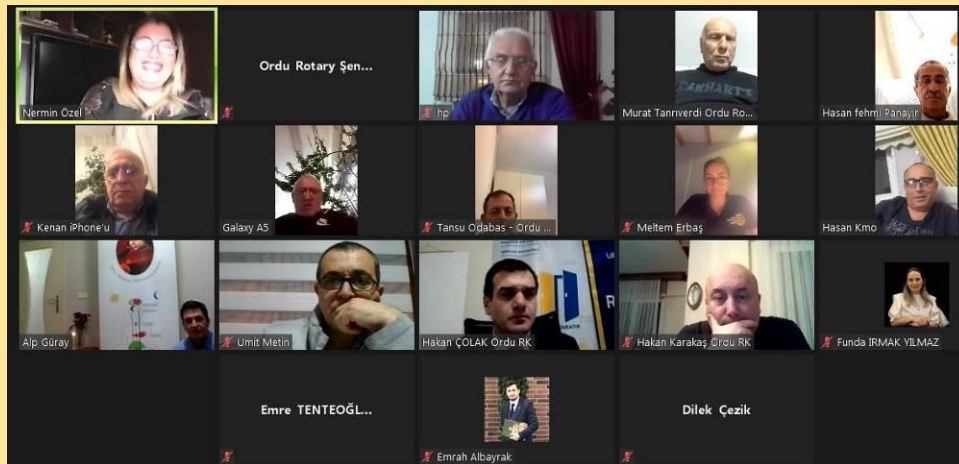 Nermin Özel
Ordu Rotary Şen...
hp
Murat Tanrıverdi Ordu Ro...
CARHARTT
Hasan fehmi Panayır
Kenan iPhone'u
Galaxy A5
Tansu Odabas - Ordu ...
Meltem Erbaş
Hasan Kmo
Alp Güray
Umit Metin
Hakan ÇOLAK Ordu RK
Hakan Karakaş Ordu RK
Funda IRMAK YILMAZ
Emre TENTEOĞL...
Emrah Albayrak
Dilek Çezik